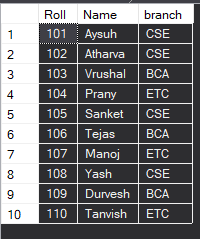 Roll Name branch
1 101 Aysuh CSE
2 102 Atharva CSE
3 103 Vrushal BCA
4 104 Prany ETC
5 105 Sanket CSE
6 106 Tejas BCA
7 107 Manoj ETC
8 108 Yash CSE
9 109 Durvesh BCA
10 110 Tanvish ETC